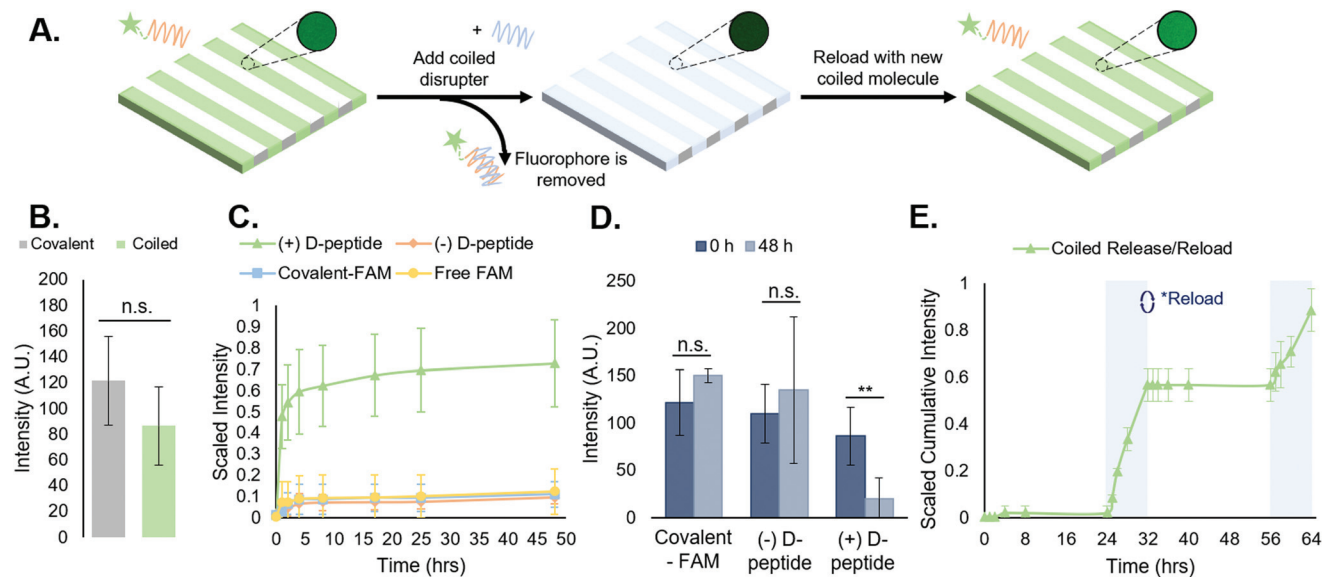 A.
+
Add coiled
disrupter
Fluorophore is
removed
Reload with new
coiled molecule
B.
Covalent Coiled
n.s.
Intensity (A.U.)
200
180
160
140
120
100
80
60
40
20
0
C.
(+) D-peptide (-) D-peptide
Covalent-FAM Free FAM
Scaled Intensity
1
0.9
0.8
0.7
0.6
0.5
0.4
0.3
0.2
0.1
0
0 5 10 15 20 25 30 35 40 45 50
Time (hrs)
D.
0 h 48 h
Intensity (A.U.)
250
200
150
100
50
0
n.s.
n.s.
**
Covalent
- FAM
(-) D-
peptide
(+) D-
peptide
E.
Coiled Release/Reload
*Reload
Scaled Cumulative Intensity
1
0.8
0.6
0.4
0.2
0
0 8 16 24 32 40 48 56 64
Time (hrs)